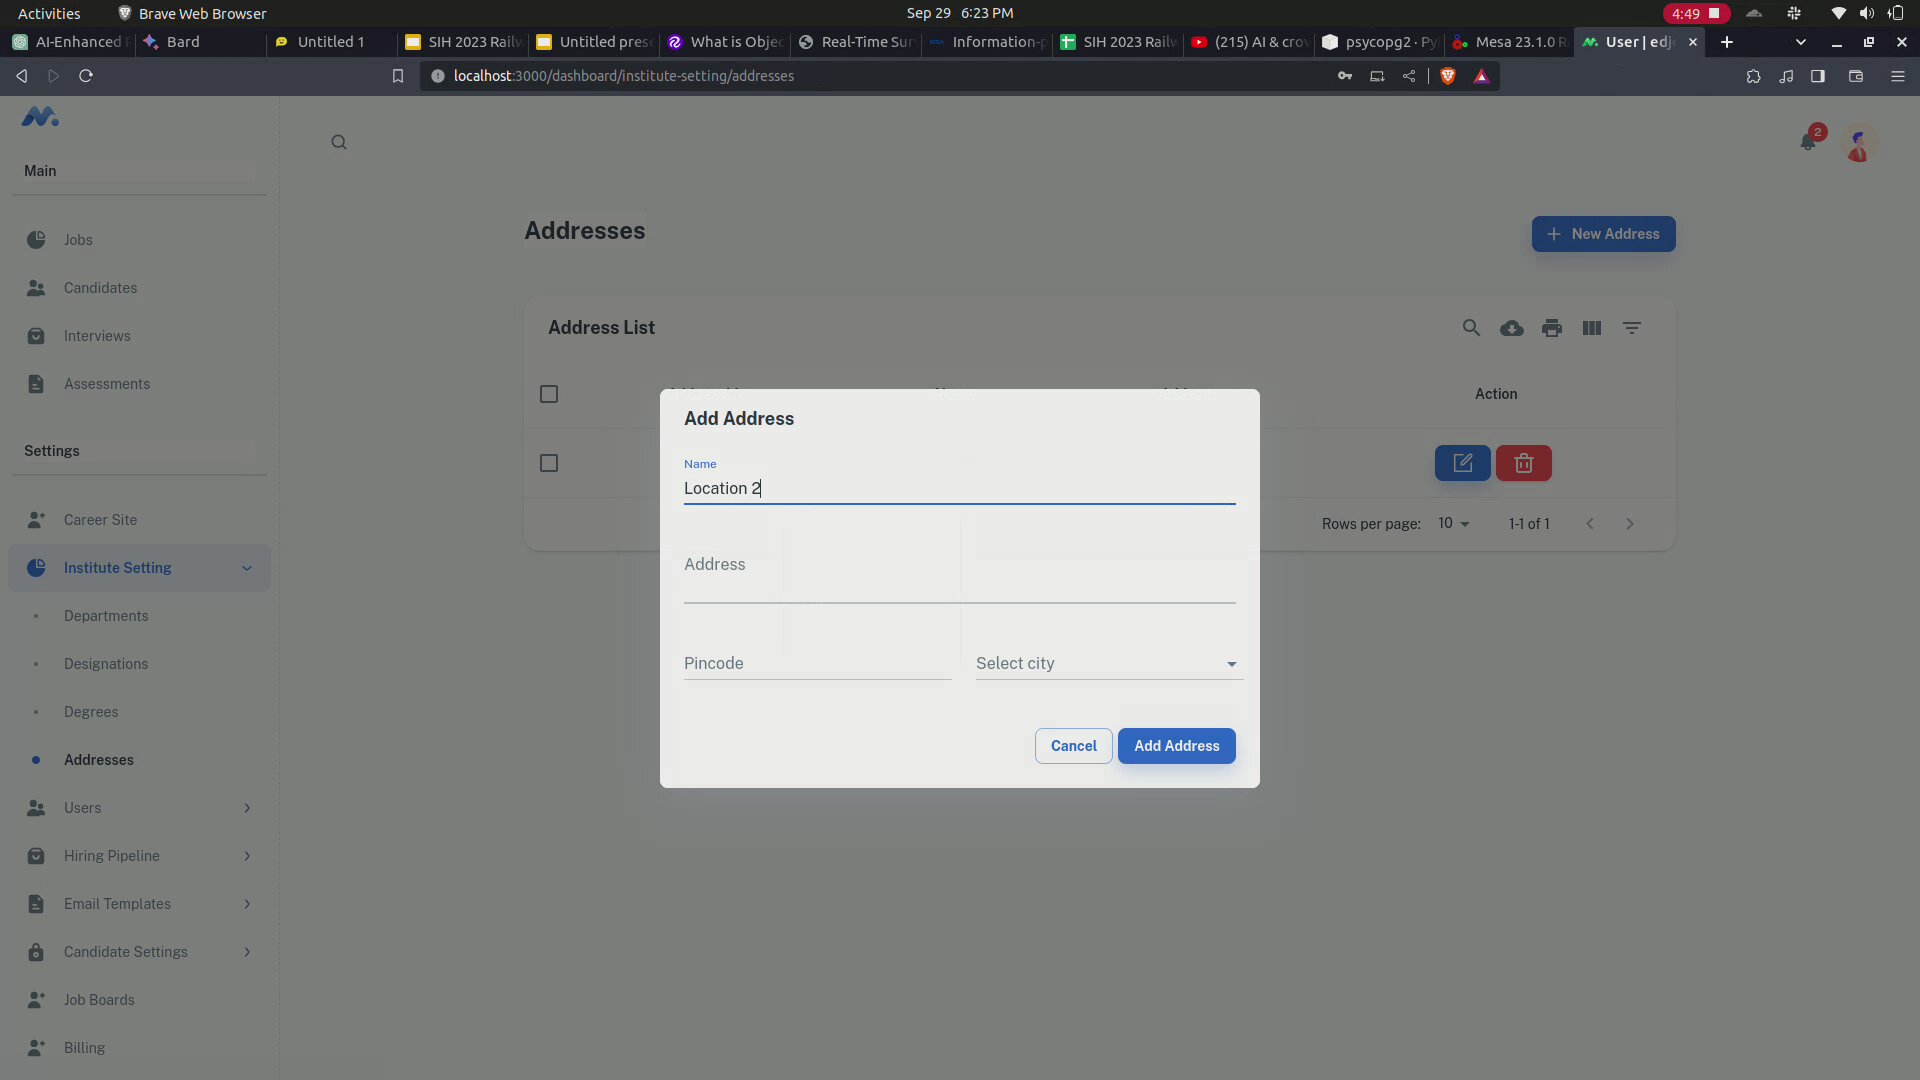 Activities
Brave Web Browser
Sep 29 6:23 PM
4:49
AI-Enhanced
Bard
Untitled 1
SIH 2023 Railw
Untitled prese
What is Objec
Real-Time Sur
Information-p
SIH 2023 Railw
(215) AI & crow
psycopg2 · Py
Mesa 23.1.0 R
User | edjo
localhost:3000/dashboard/institute-setting/addresses
2
Main
Jobs
Candidates
Interviews
Assessments
Settings
Career Site
Institute Setting
Departments
Designations
Degrees
Addresses
Users
Hiring Pipeline
Email Templates
Candidate Settings
Job Boards
Billing
Addresses
New Address
Address List
Action
Rows per page: 10 1-1 of 1
Add Address
Name
Location 2
Address
Pincode
Select city
Cancel
Add Address